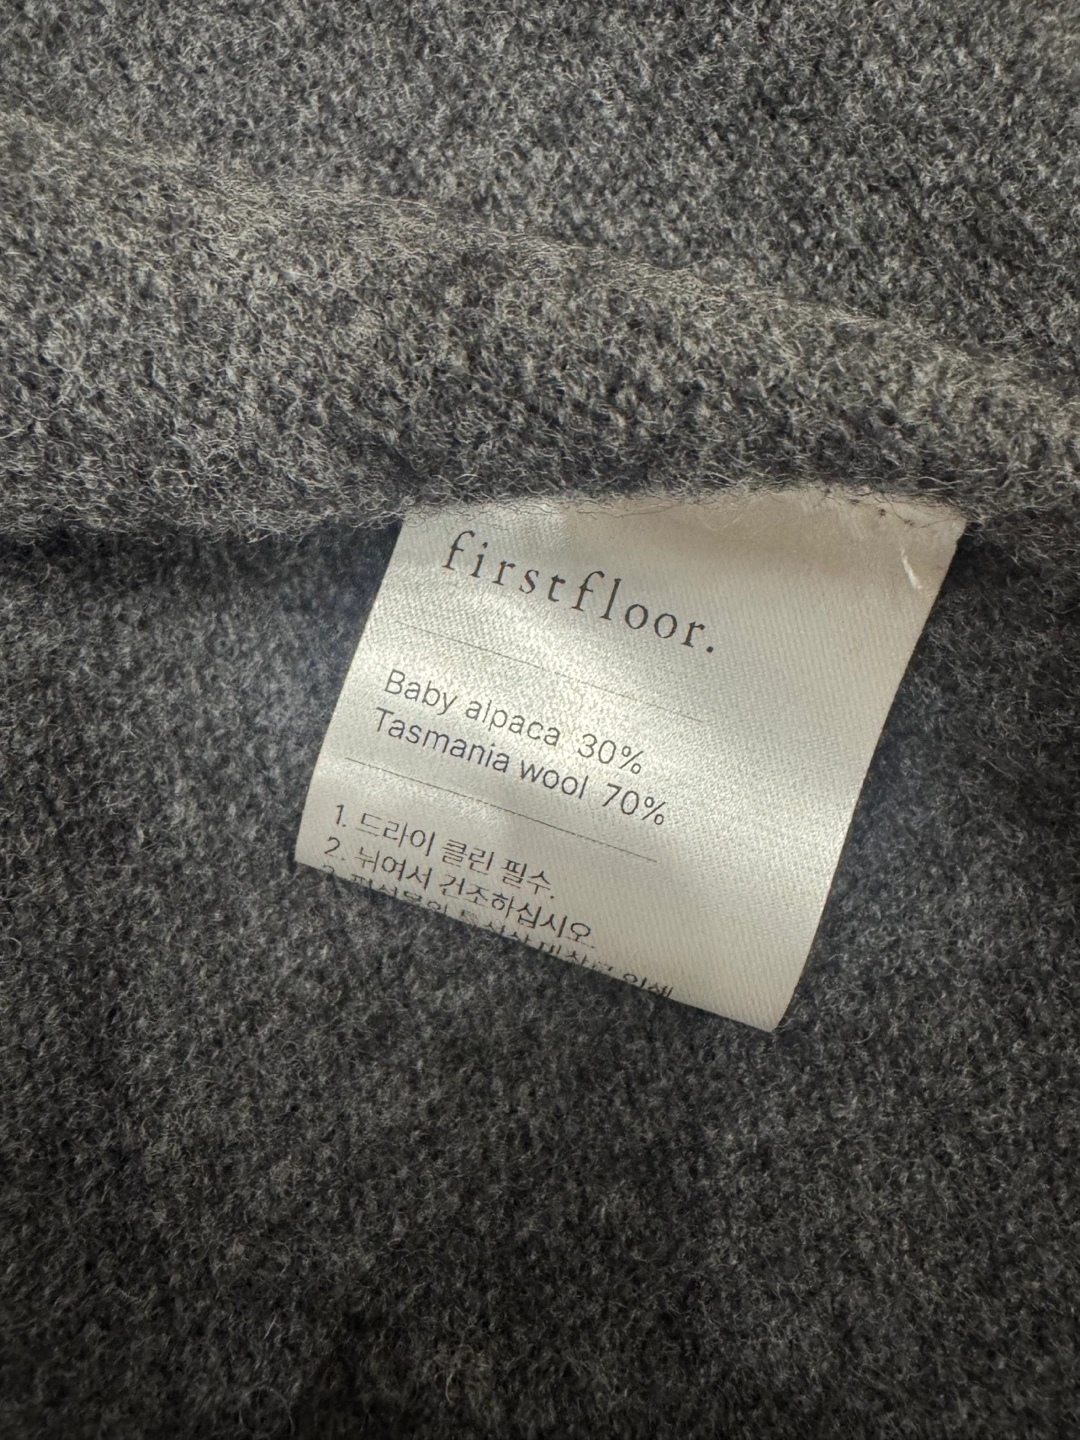 firstfloor.
Baby alpaca 30%
Tasmania wool 70%
1. 드라이 클린 필수.
2. 뉘여서 건조하십시오.